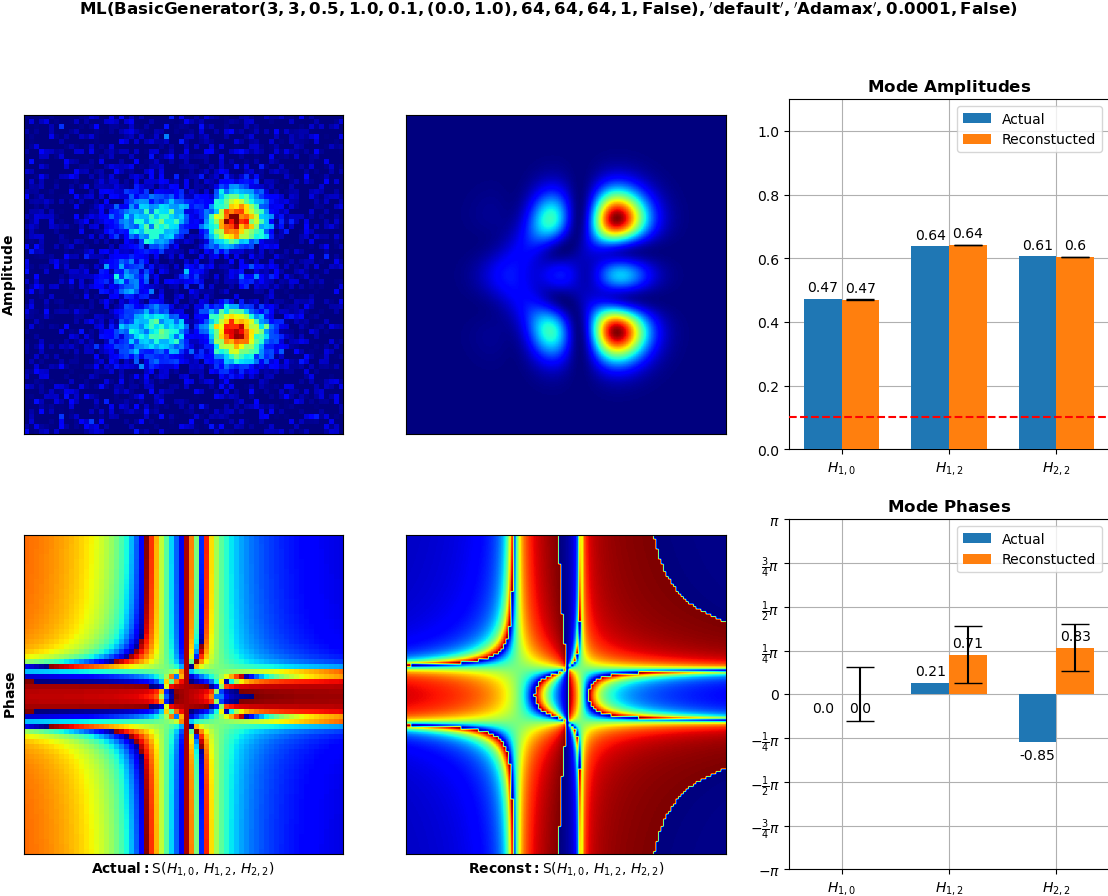 ML(BasicGenerator(3, 3, 0.5, 1.0, 0.1, (0.0, 1.0), 64, 64, 64, 1, False), ′default′, ′Adamax′, 0.0001, False)
Amplitude
Mode Amplitudes
Actual
Reconstucted
1.0
0.8
0.6
0.4
0.2
0.0
0.47
0.47
0.64
0.64
0.61
0.6
H1,0
H1,2
H2,2
Phase
Actual: S(H1,0, H1,2, H2,2)
Reconst: S(H1,0, H1,2, H2,2)
Mode Phases
Actual
Reconstucted
π
3/4π
1/2π
1/4π
0
−1/4π
−1/2π
−3/4π
−π
0.0
0.0
0.21
0.71
-0.85
0.83
H1,0
H1,2
H2,2